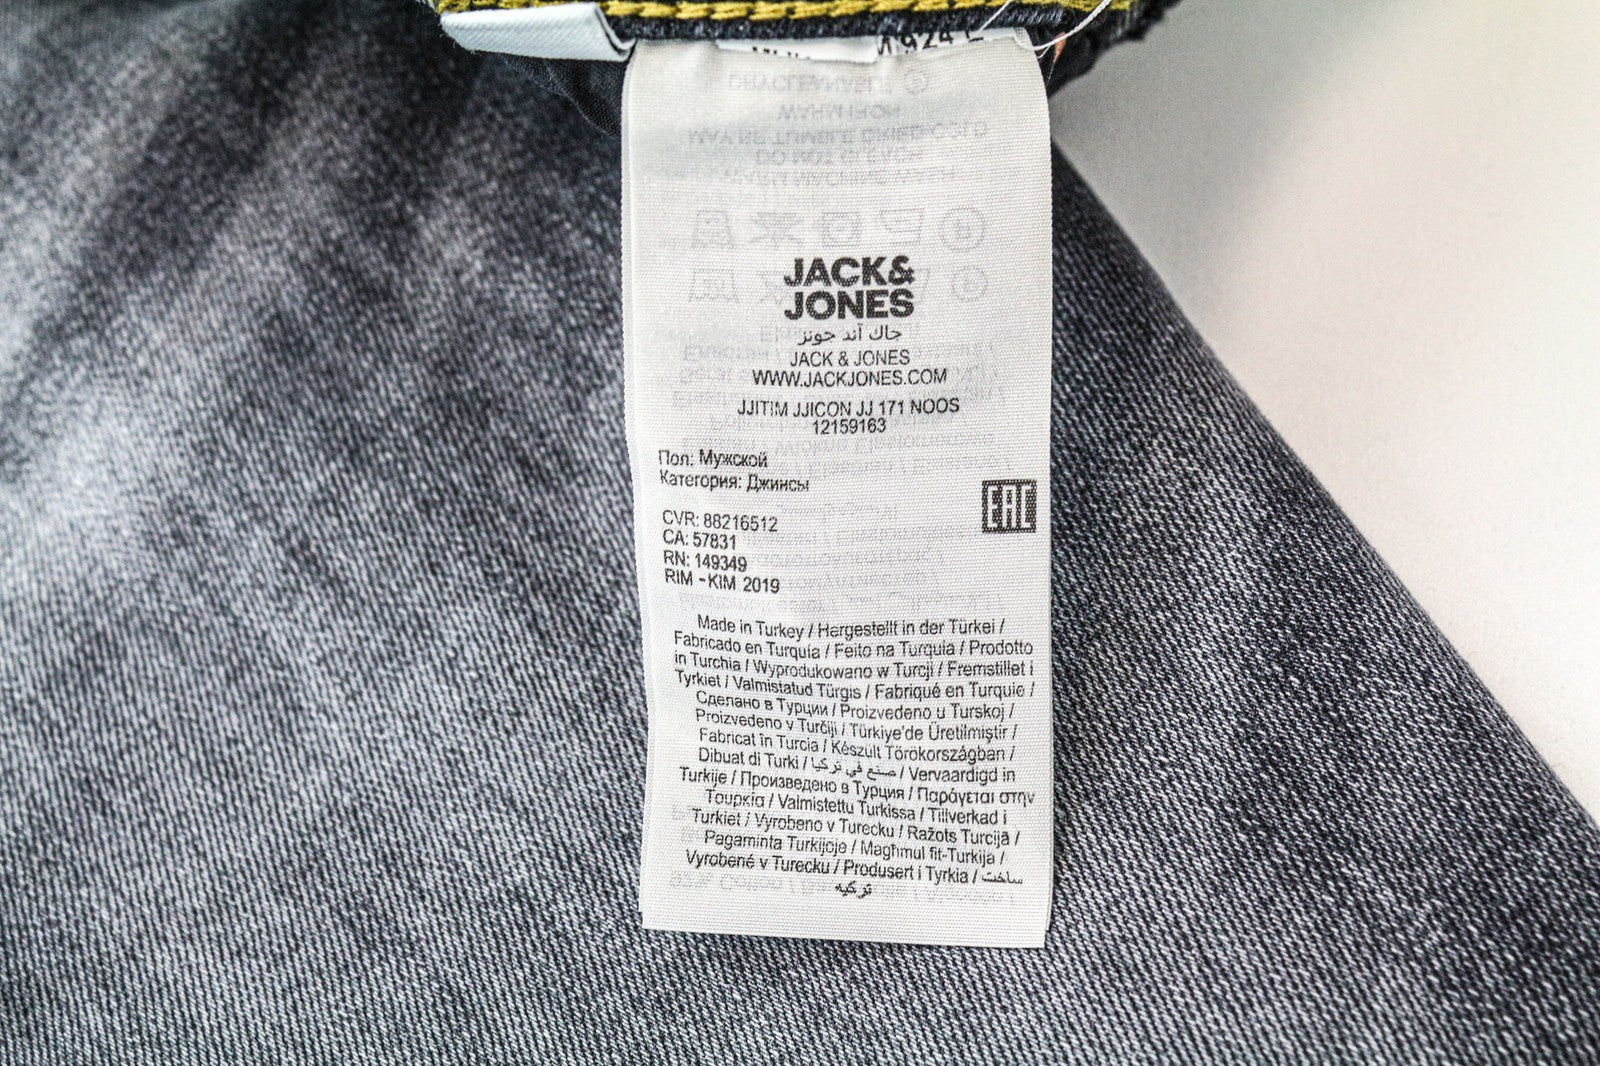 924
JACK&
JONES
جاك آند جونز
JACK & JONES
WWW.JACKJONES.COM
JJITIM JJICON JJ 171 NOOS
12159163
Пол: Мужской
Категория: Джинсы
EAC
CVR: 88216512
CA: 57831
RN: 149349
RIM - KIM 2019
Made in Turkey / Hergestellt in der Türkei /
Fabricado en Turquía / Feito na Turquia / Prodotto
in Turchia / Wyprodukowano w Turcji / Fremstillet i
Tyrkiet / Valmistatud Türgis / Fabriqué en Turquie /
Сделано в Турции / Proizvedeno u Turskoj /
Proizvedeno v Turčiji / Türkiye'de Üretilmiştir /
Fabricat în Turcia / Készült Törökországban /
Dibuat di Turki / صنع في تركيا / Vervaardigd in
Turkije / Произведено в Турция / Παράγεται στην
Τουρκία / Valmistettu Turkissa / Tillverkad i
Turkiet / Vyrobeno v Turecku / Ražots Turcijā /
Pagaminta Turkijoje / Magħmul fit-Turkija /
Vyrobené v Turecku / Produsert i Tyrkia / ساخت
ترکیه